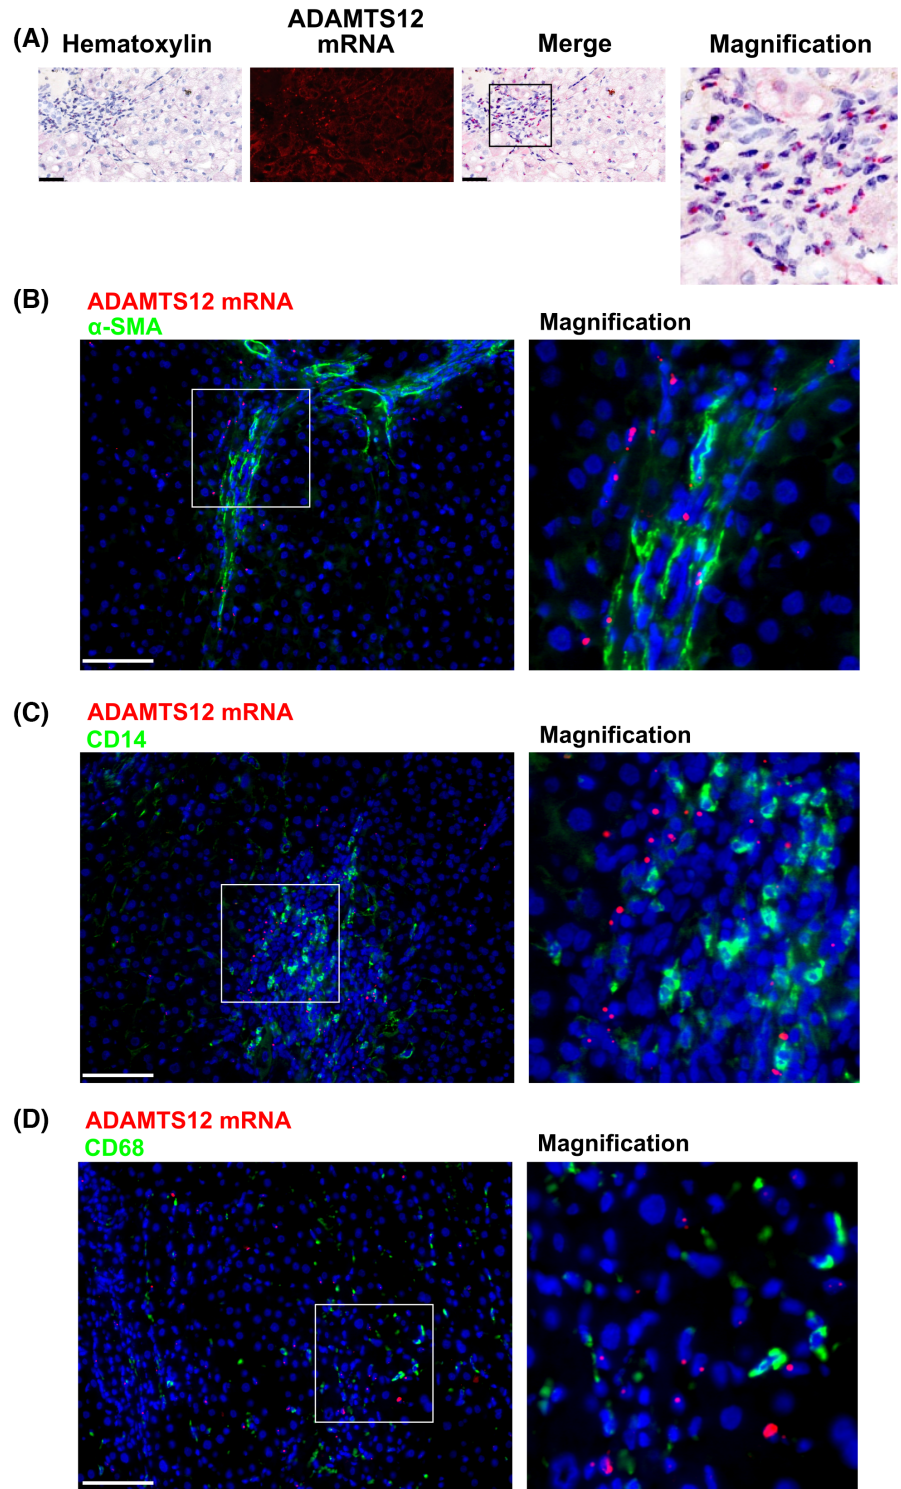 (A)
Hematoxylin
ADAMTS12
mRNA
Merge
Magnification
(B)
ADAMTS12 mRNA
α-SMA
Magnification
(C)
ADAMTS12 mRNA
CD14
Magnification
(D)
ADAMTS12 mRNA
CD68
Magnification